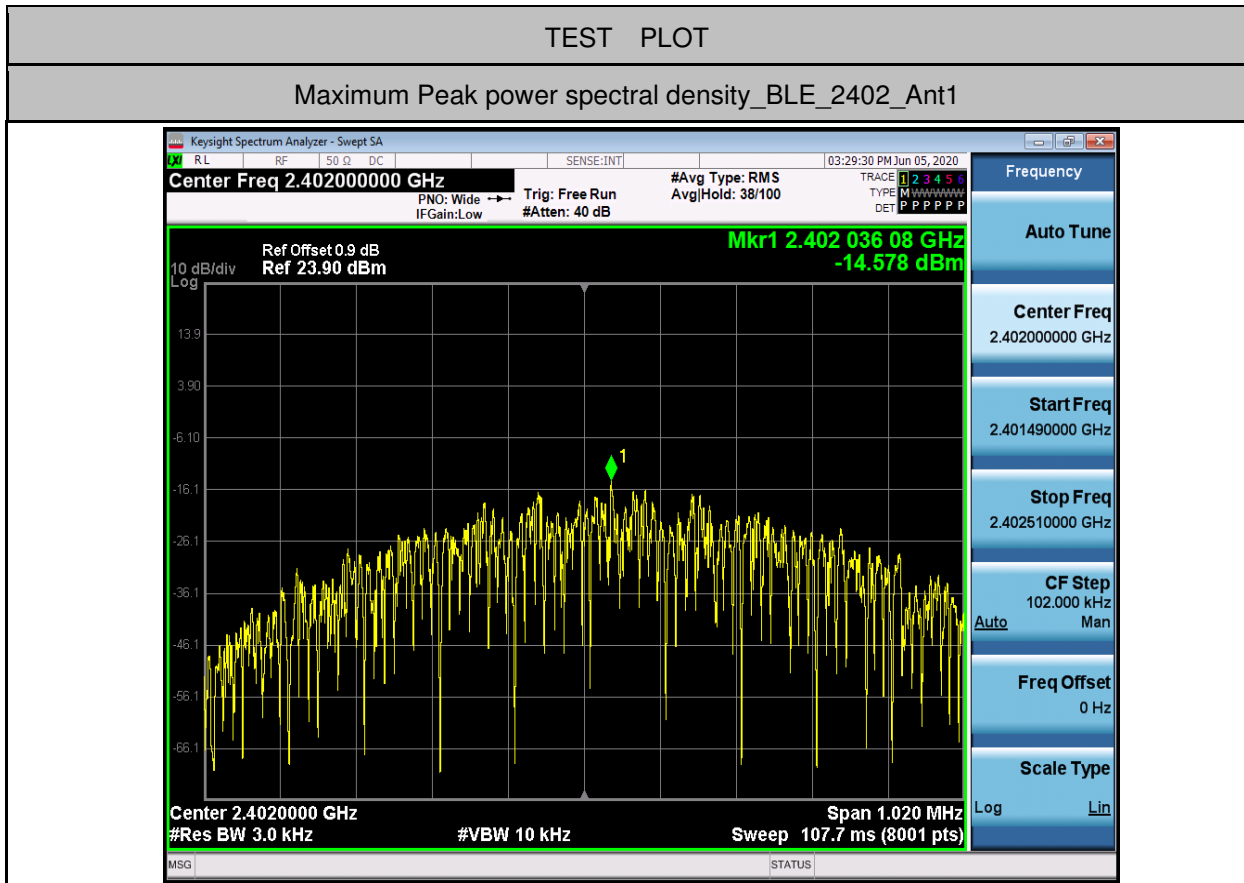 TEST PLOT
Maximum Peak power spectral density_BLE_2402_Ant1
Keysight Spectrum Analyzer - Swept SA
LXI RL RF 50 Ω DC SENSE:INT 03:29:30 PM Jun 05, 2020
Center Freq 2.402000000 GHz
PNO: Wide
IFGain:Low
Trig: Free Run
#Atten: 40 dB
#Avg Type: RMS
Avg|Hold: 38/100
TRACE 1 2 3 4 5 6
TYPE M W W W W W
DET P P P P P P
Ref Offset 0.9 dB
10 dB/div Ref 23.90 dBm
Log
Mkr1 2.402 036 08 GHz
-14.578 dBm
13.9
3.90
-6.10
-16.1
-26.1
-36.1
-46.1
-56.1
-66.1
1
Center 2.4020000 GHz Span 1.020 MHz
#Res BW 3.0 kHz #VBW 10 kHz Sweep 107.7 ms (8001 pts)
MSG STATUS
Frequency
Auto Tune
Center Freq
2.402000000 GHz
Start Freq
2.401490000 GHz
Stop Freq
2.402510000 GHz
CF Step
102.000 kHz
Auto Man
Freq Offset
0 Hz
Scale Type
Log Lin